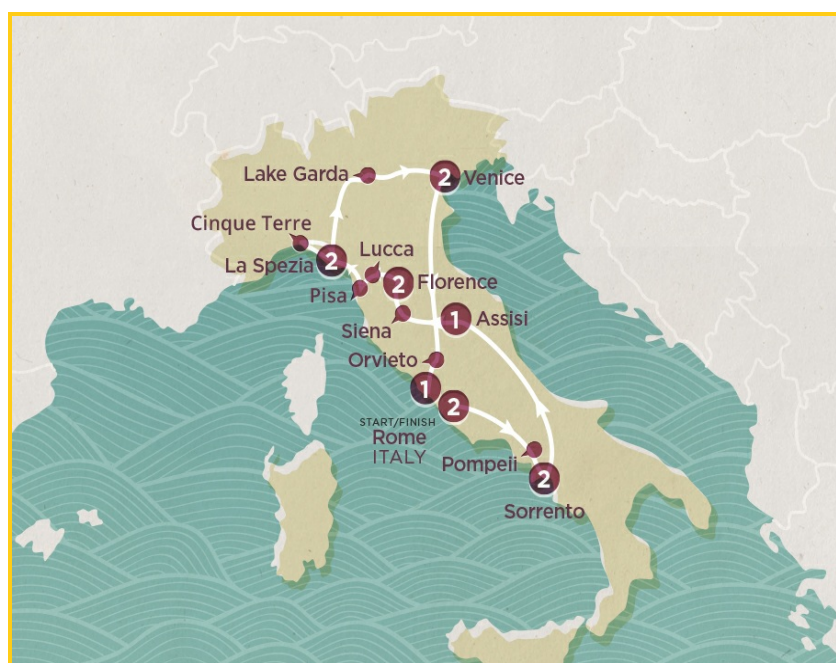 Lake Garda
2
Venice
Cinque Terre
Lucca
La Spezia
2
2
Florence
Pisa
Siena
1
Assisi
Orvieto
1
2
START/FINISH
Rome
ITALY
Pompeii
2
Sorrento